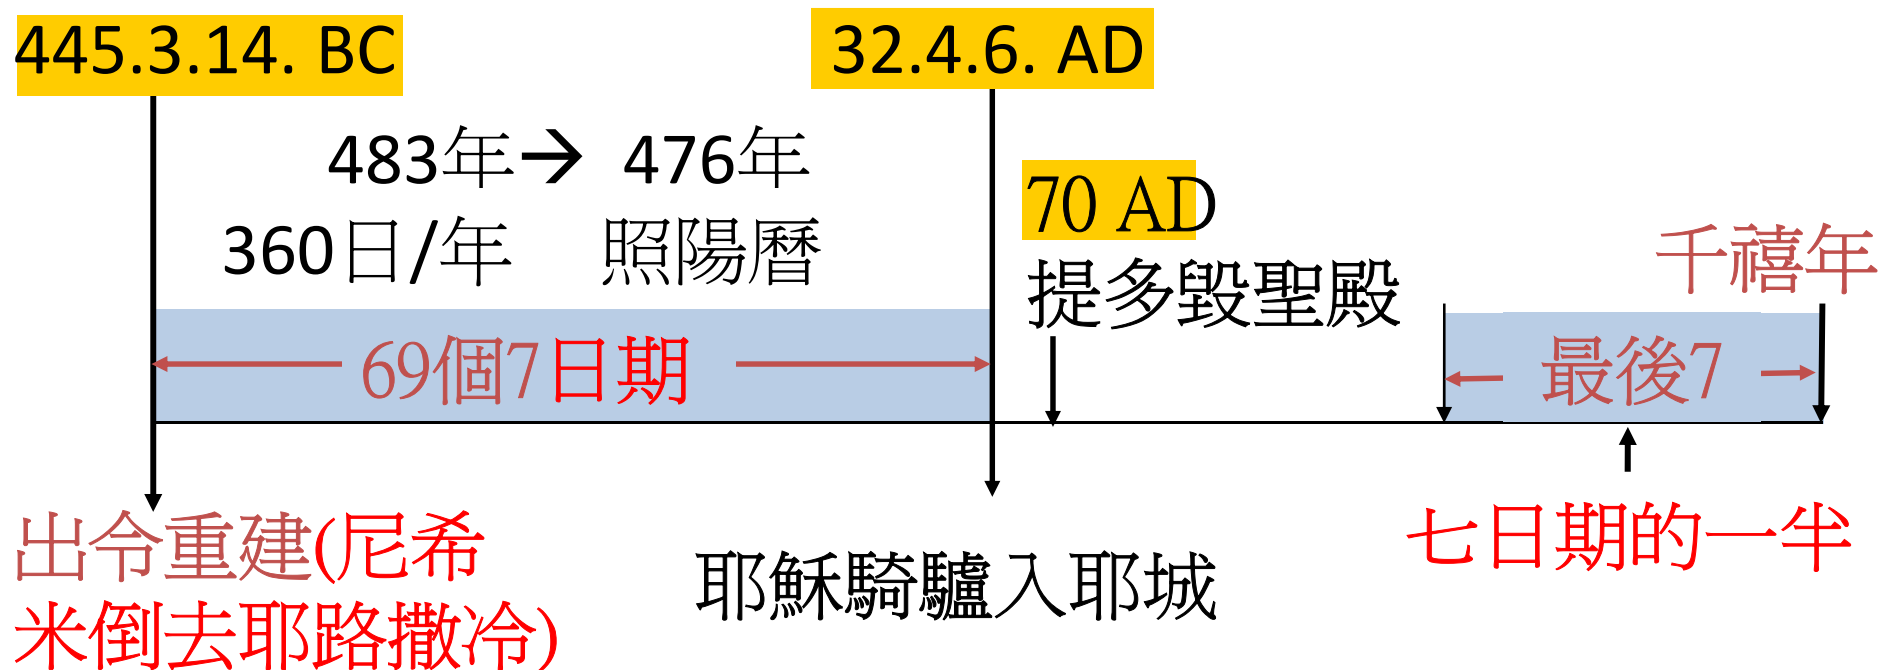 445.3.14. BC
32.4.6. AD
483年→ 476年
360日/年 照陽曆
70 AD
提多毀聖殿
千禧年
69個7日期
最後7
出令重建(尼希
米倒去耶路撒冷)
耶穌騎驢入耶城
七日期的一半